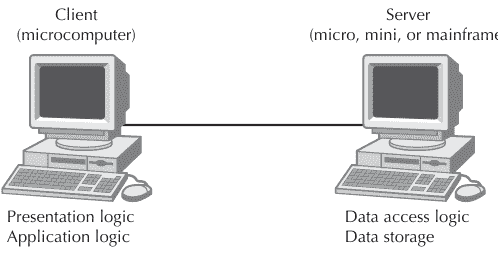 Client
(microcomputer)
Server
(micro, mini, or mainframe
Presentation logic
Application logic
Data access logic
Data storage